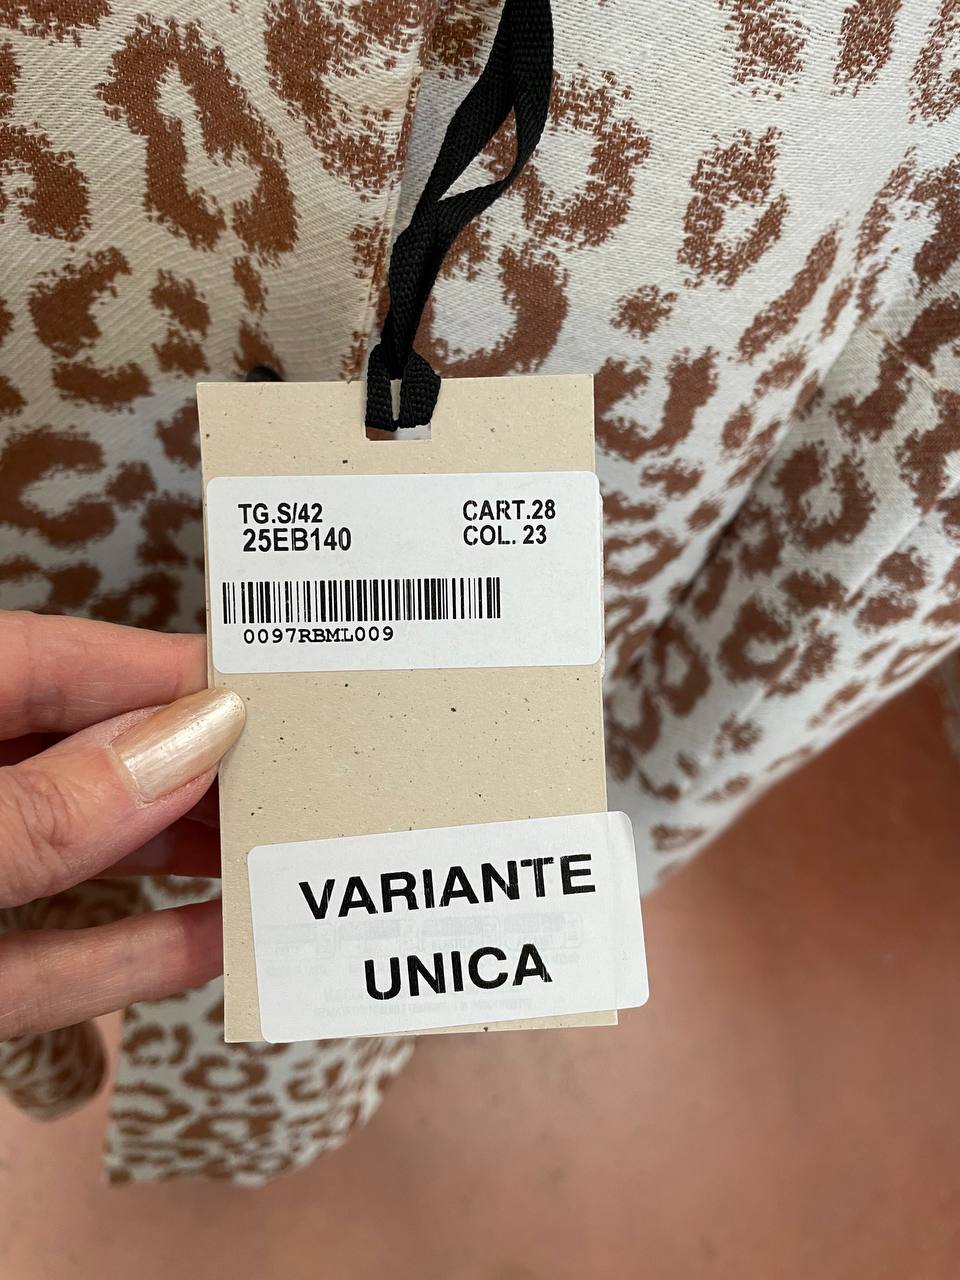 TG.S/42 CART.28
25EB140 COL. 23
0097RBML009
VARIANTE
UNICA